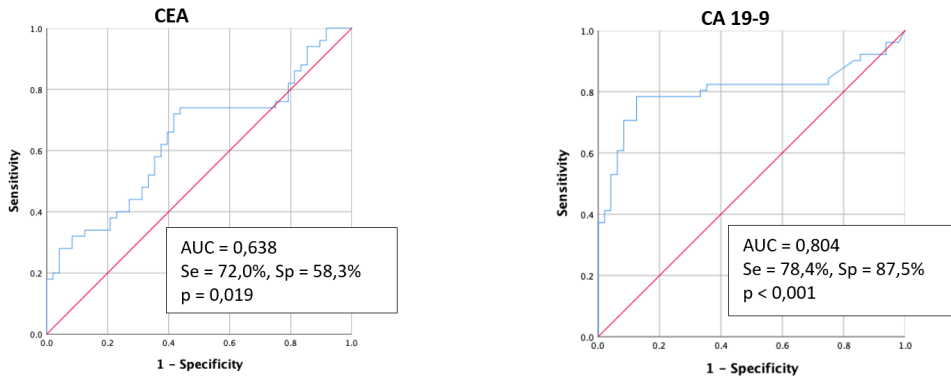 CEA
1.0
0.8
0.6
0.4
0.2
0.0
Sensitivity
0.0 0.2 0.4 0.6 0.8 1.0
1 – Specificity
AUC = 0,638
Se = 72,0%, Sp = 58,3%
p = 0,019
CA 19-9
1.0
0.8
0.6
0.4
0.2
0.0
Sensitivity
0.0 0.2 0.4 0.6 0.8 1.0
1 – Specificity
AUC = 0,804
Se = 78,4%, Sp = 87,5%
p < 0,001